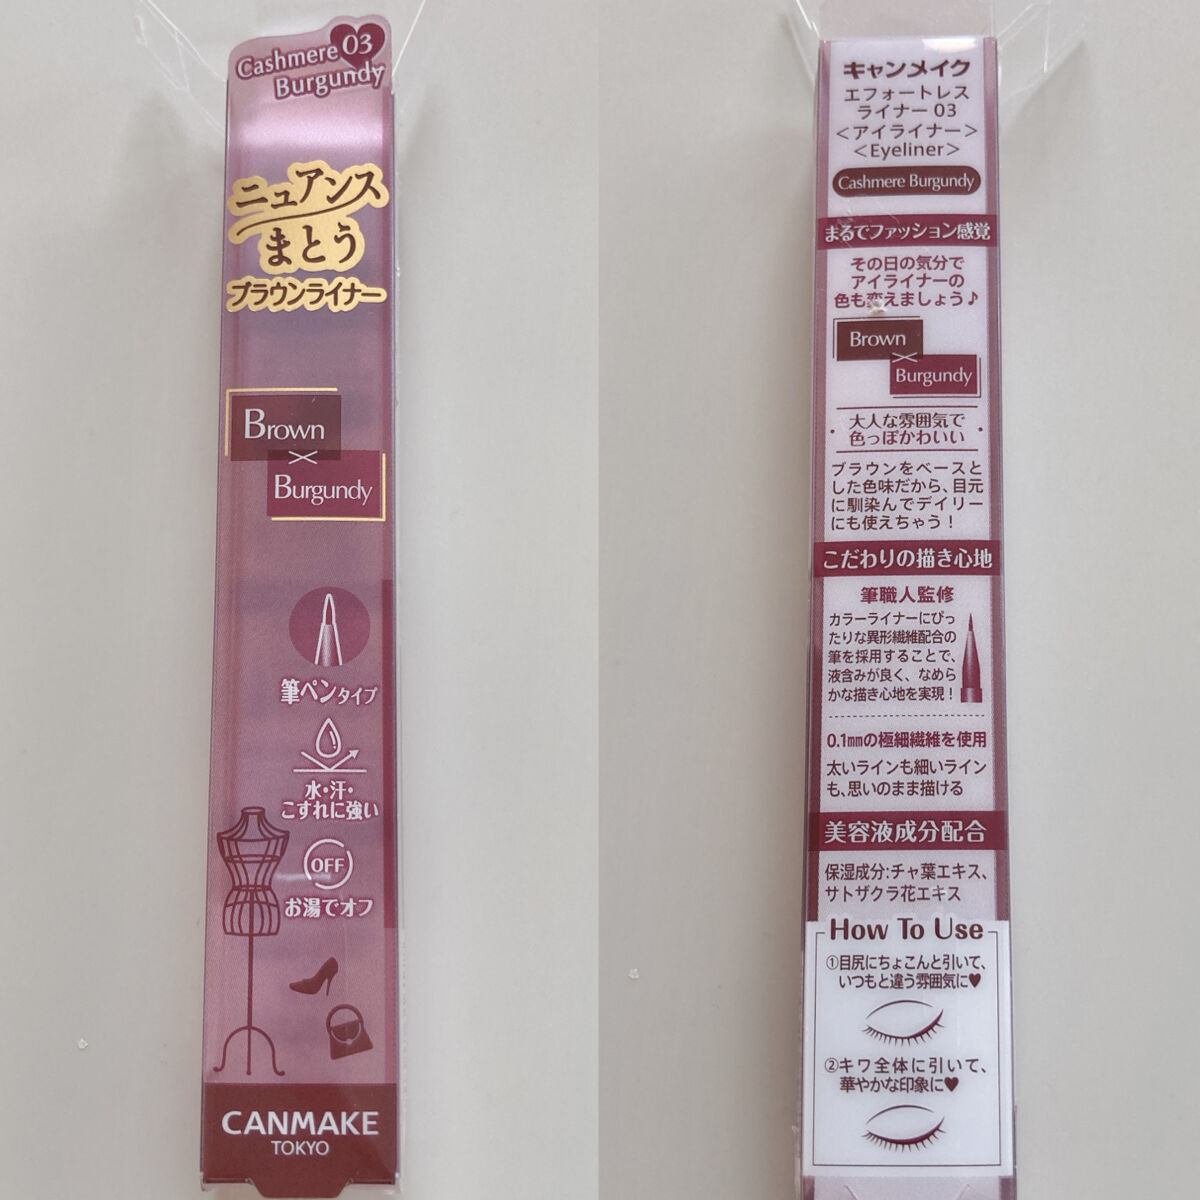 Cashmere 03
Burgundy
ニュアンス
まとう
ブラウンライナー
Brown
×
Burgundy
筆ペンタイプ
水・汗・
こすれに強い
OFF
お湯でオフ
CANMAKE
TOKYO
キャンメイク
エフォートレス
ライナー 03
＜アイライナー＞
＜Eyeliner＞
Cashmere Burgundy
まるでファッション感覚
その日の気分で
アイライナーの
色も変えましょう♪
Brown
×
Burgundy
大人な雰囲気で
色っぽかわいい
ブラウンをベースと
した色味だから、目元
に馴染んでデイリー
にも使えちゃう！
こだわりの描き心地
筆職人監修
カラーライナーにぴっ
たりな異形繊維配合の
筆を採用することで、
液含みが良く、なめら
かな描き心地を実現！
0.1㎜の極細繊維を使用
太いラインも細いライン
も、思いのまま描ける
美容液成分配合
保湿成分:チャ葉エキス、
サトザクラ花エキス
How To Use
①目尻にちょこんと引いて、
いつもと違う雰囲気に♥
②キワ全体に引いて、
華やかな印象に♥